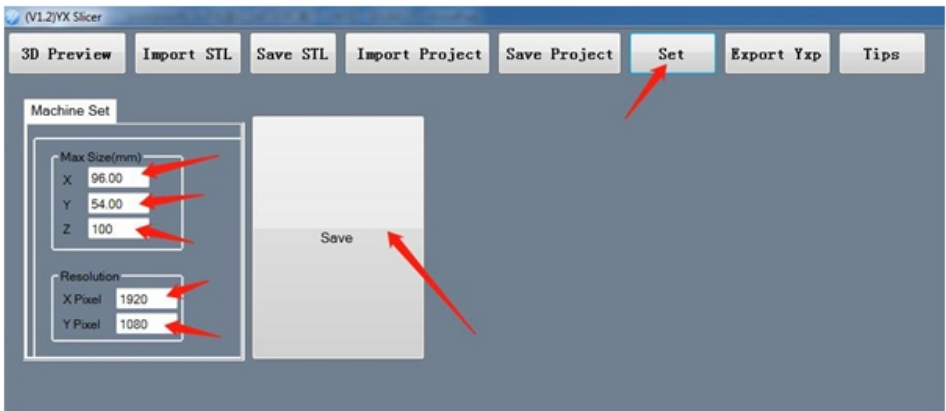 (V1.2)YX Slicer
3D Preview Import STL Save STL Import Project Save Project Set Export Yxp Tips
Machine Set
Max Size(mm)
X 96.00
Y 54.00
Z 100
Save
Resolution
X Pixel 1920
Y Pixel 1080